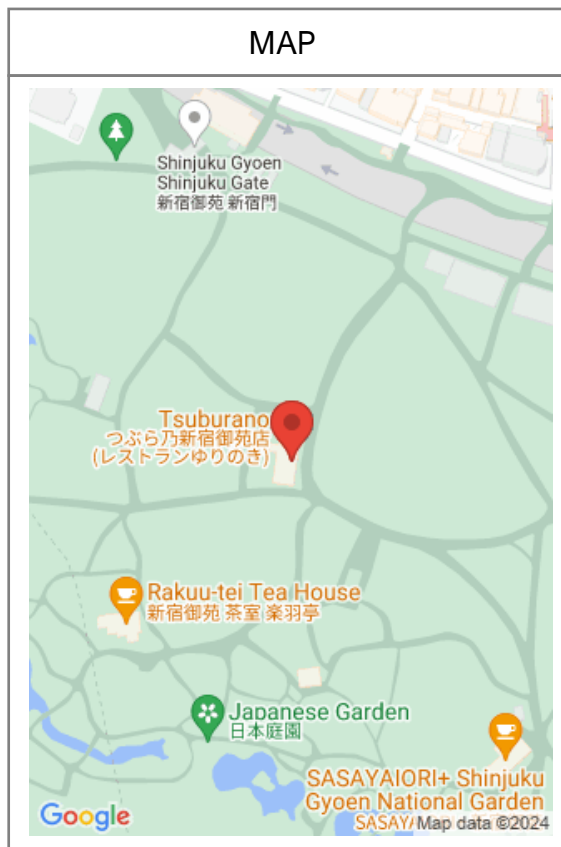 MAP
Shinjuku Gyoen
Shinjuku Gate
新宿御苑 新宿門
Tsuburano
つぶら乃新宿御苑店
(レストランゆりのき)
Rakuu-tei Tea House
新宿御苑 茶室 楽羽亭
Japanese Garden
日本庭園
SASAYAIORI+ Shinjuku
Gyoen National Garden
Google
Map data ©2024